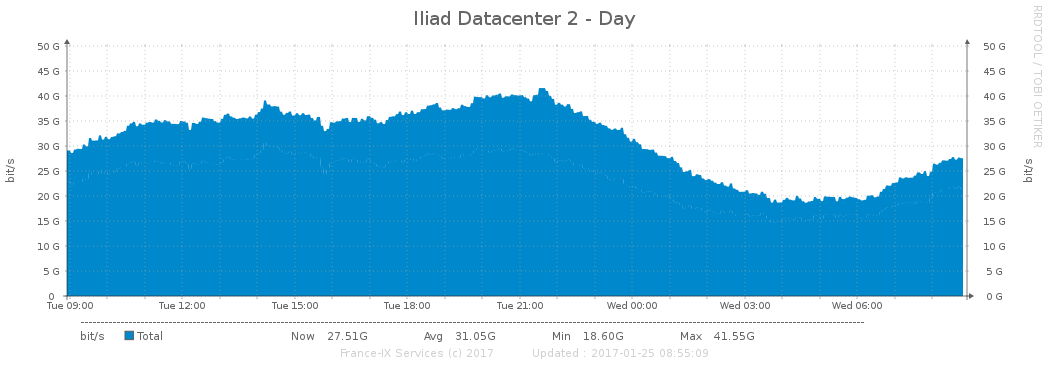 Iliad Datacenter 2 - Day
RRDTOOL / TOBI OETIKER
bit/s
50 G 50 G
45 G 45 G
40 G 40 G
35 G 35 G
30 G 30 G
25 G 25 G
20 G 20 G
15 G 15 G
10 G 10 G
5 G 5 G
0 0 G
bit/s
Tue 09:00 Tue 12:00 Tue 15:00 Tue 18:00 Tue 21:00 Wed 00:00 Wed 03:00 Wed 06:00
bit/s Total Now 27.51G Avg 31.05G Min 18.60G Max 41.55G
France-IX Services (c) 2017 Updated : 2017-01-25 08:55:09